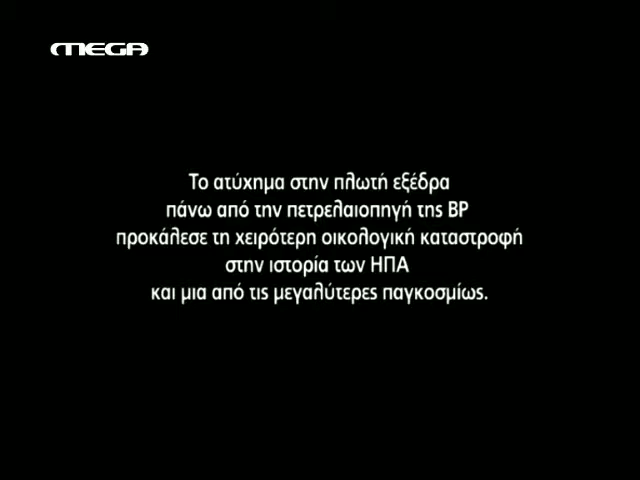 MEGA
Το ατύχημα στην πλωτή εξέδρα
πάνω από την πετρελαιοπηγή της BP
προκάλεσε τη χειρότερη οικολογική καταστροφή
στην ιστορία των ΗΠΑ
και μια από τις μεγαλύτερες παγκοσμίως.